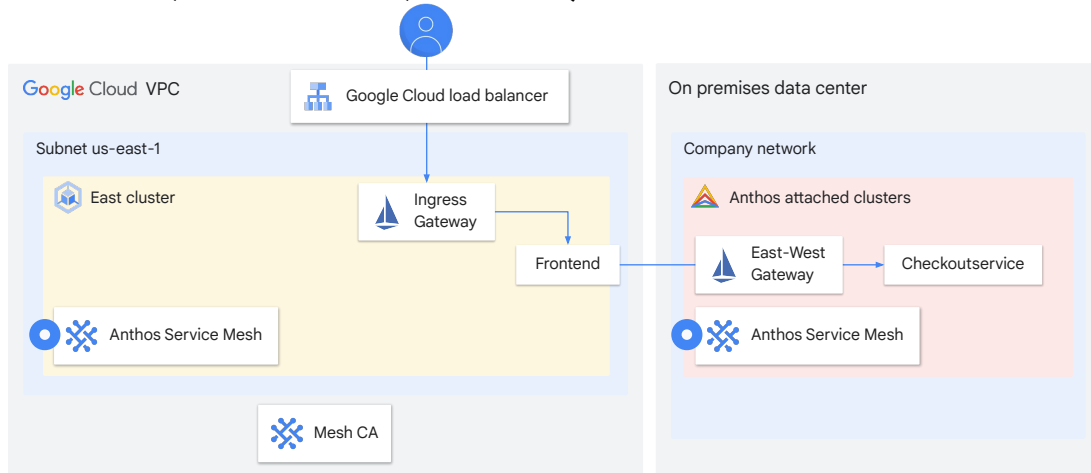 Google Cloud VPC
Google Cloud load balancer
Subnet us-east-1
East cluster
Ingress
Gateway
Frontend
Anthos Service Mesh
Mesh CA
On premises data center
Company network
Anthos attached clusters
East-West
Gateway
Checkoutservice
Anthos Service Mesh